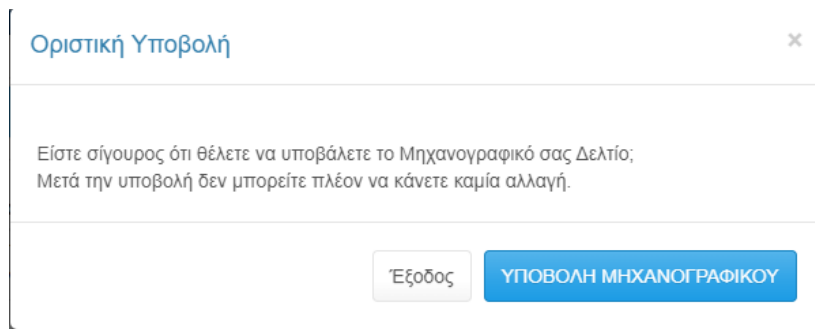 Οριστική Υποβολή
×
Είστε σίγουρος ότι θέλετε να υποβάλετε το Μηχανογραφικό σας Δελτίο;
Μετά την υποβολή δεν μπορείτε πλέον να κάνετε καμία αλλαγή.
Έξοδος
ΥΠΟΒΟΛΗ ΜΗΧΑΝΟΓΡΑΦΙΚΟΥ